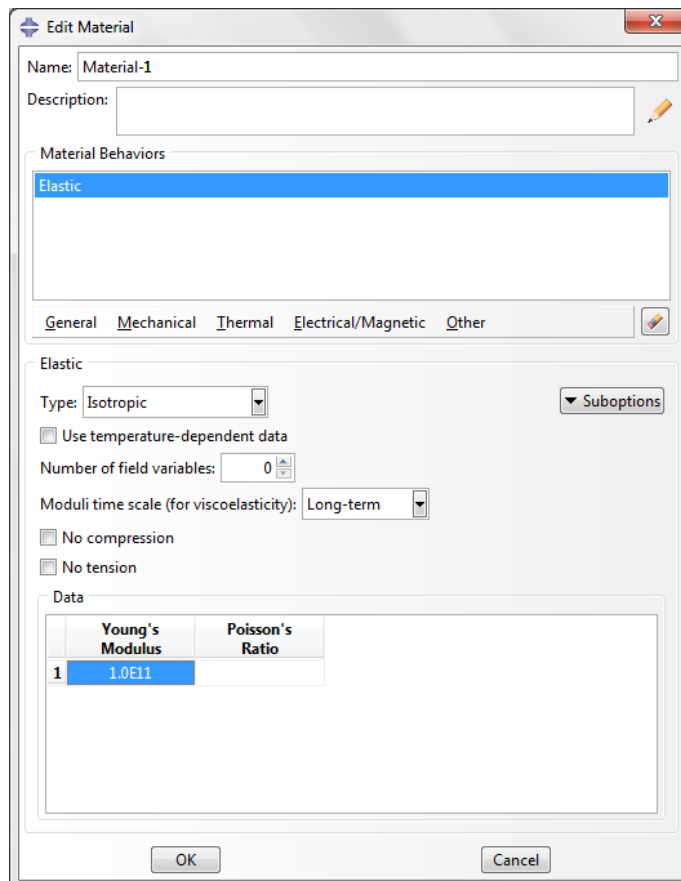 Edit Material
Name: Material-1
Description:
Material Behaviors
Elastic
General Mechanical Thermal Electrical/Magnetic Other
Elastic
Type: Isotropic
Suboptions
Use temperature-dependent data
Number of field variables: 0
Moduli time scale (for viscoelasticity): Long-term
No compression
No tension
Data
Young's Poisson's
Modulus Ratio
1 1.0E11
OK Cancel